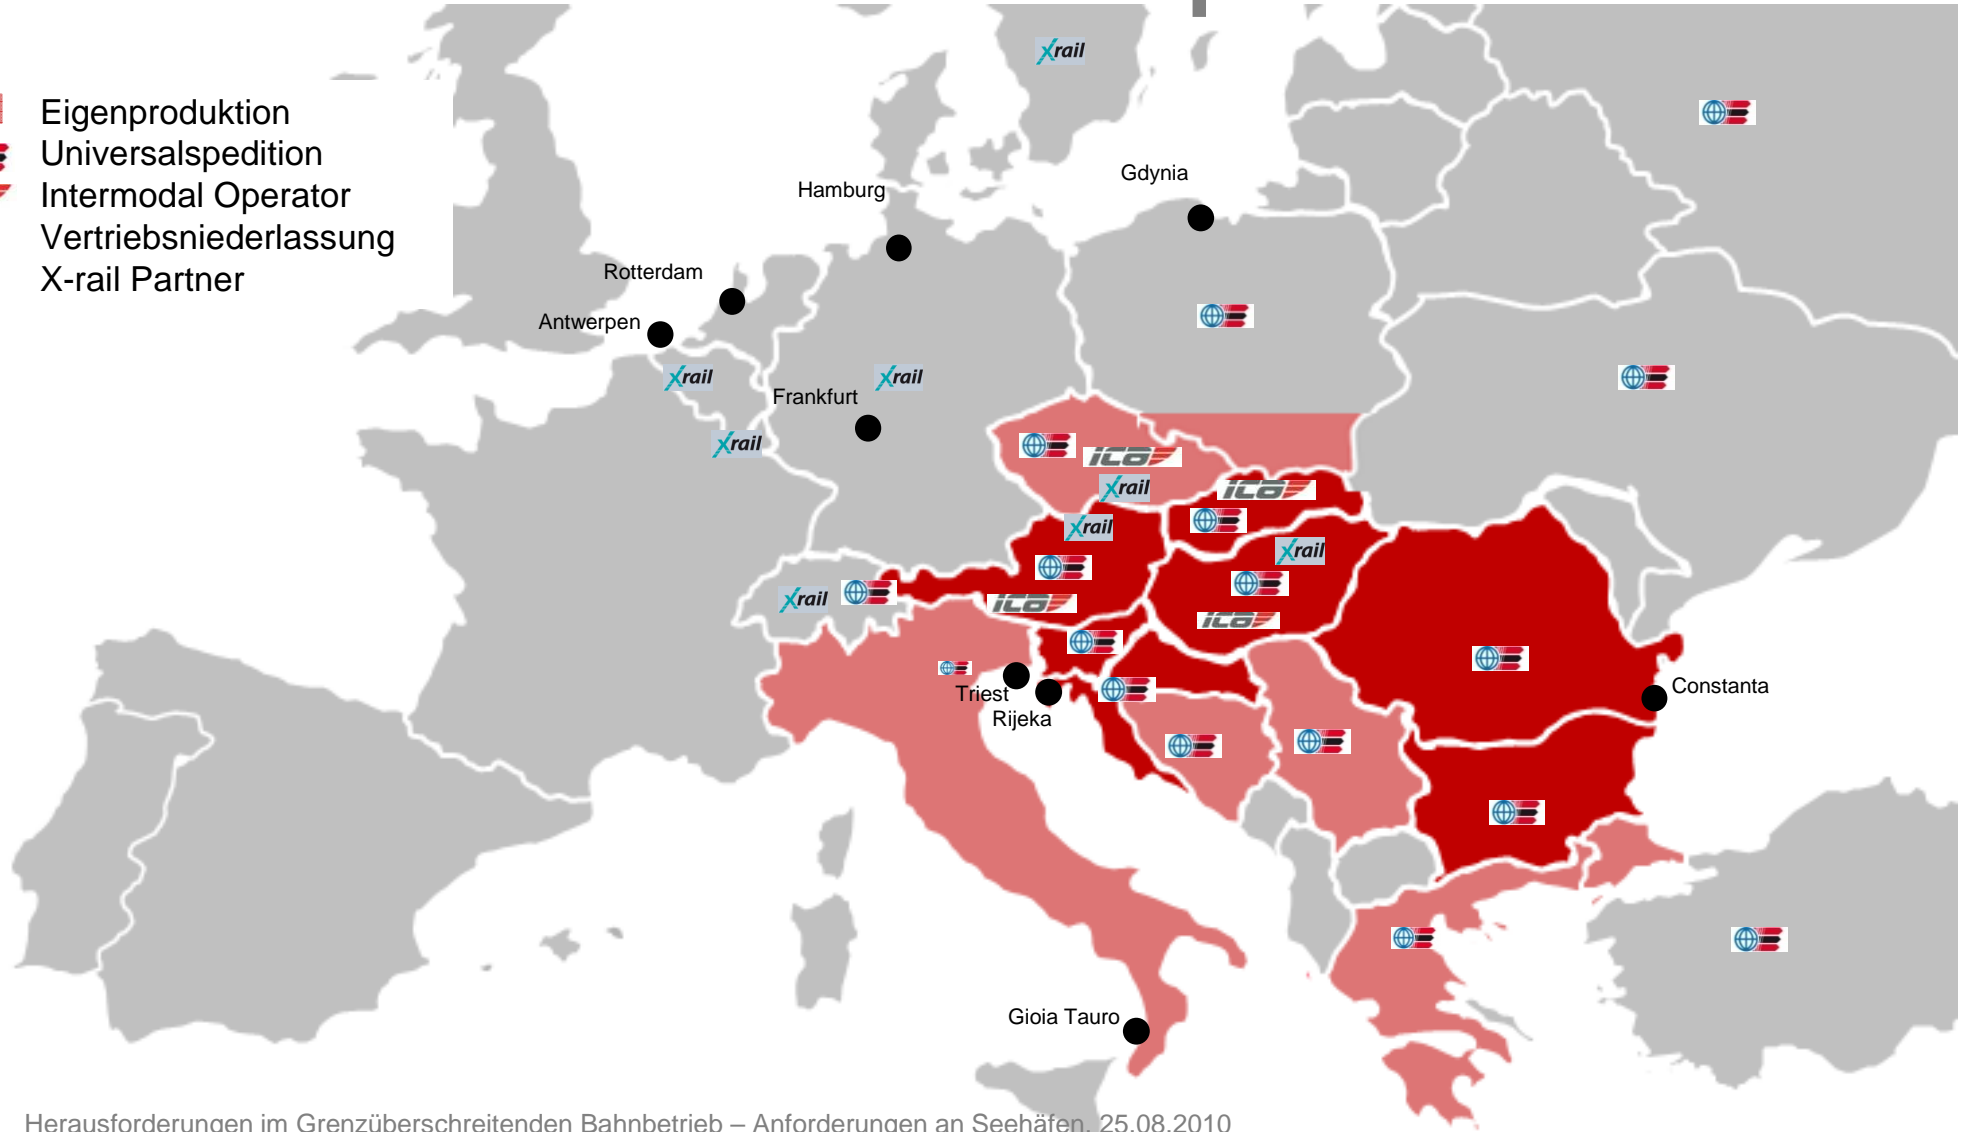 Xrail
Eigenproduktion
Universalspedition
Intermodal Operator
Vertriebsniederlassung
X-rail Partner
Gdynia
Hamburg
Rotterdam
Antwerpen
Xrail
Xrail
Frankfurt
Xrail
ica
Xrail
ica
Xrail
Xrail
Xrail
ica
ica
Triest
Rijeka
Constanta
Gioia Tauro
Herausforderungen im Grenzüberschreitenden Bahnbetrieb – Anforderungen an Seehäfen, 25.08.2010